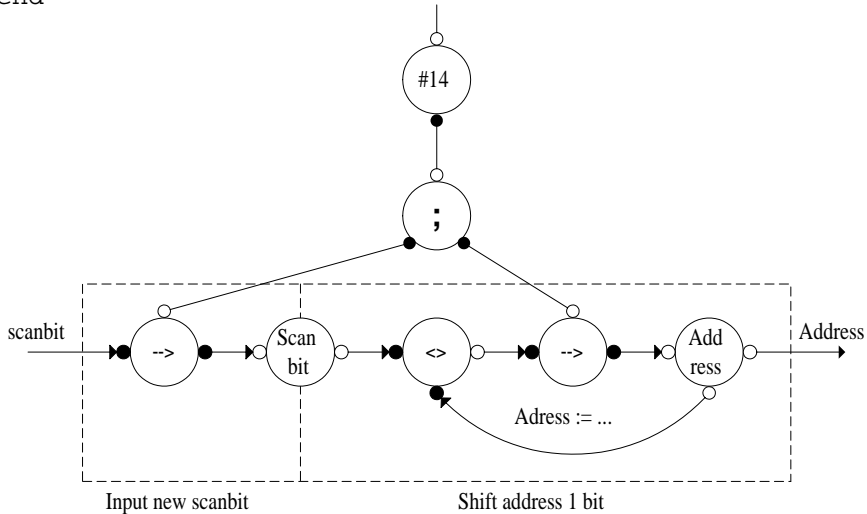 end
#14
;
scanbit
-->
Scan
bit
<>
-->
Add
ress
Address
Adress := ...
Input new scanbit
Shift address 1 bit